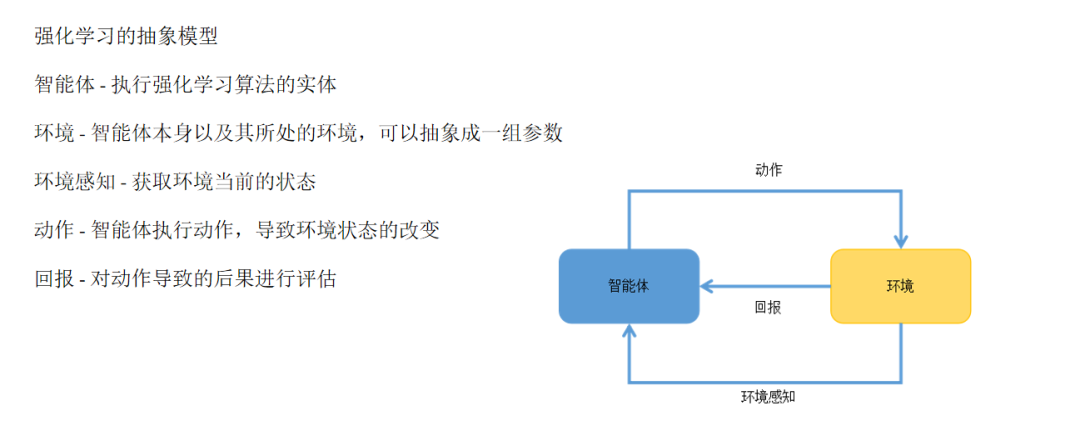 强化学习的抽象模型
智能体 - 执行强化学习算法的实体
环境 - 智能体本身以及其所处的环境，可以抽象成一组参数
环境感知 - 获取环境当前的状态
动作 - 智能体执行动作，导致环境状态的改变
回报 - 对动作导致的后果进行评估
动作
智能体
环境
回报
环境感知